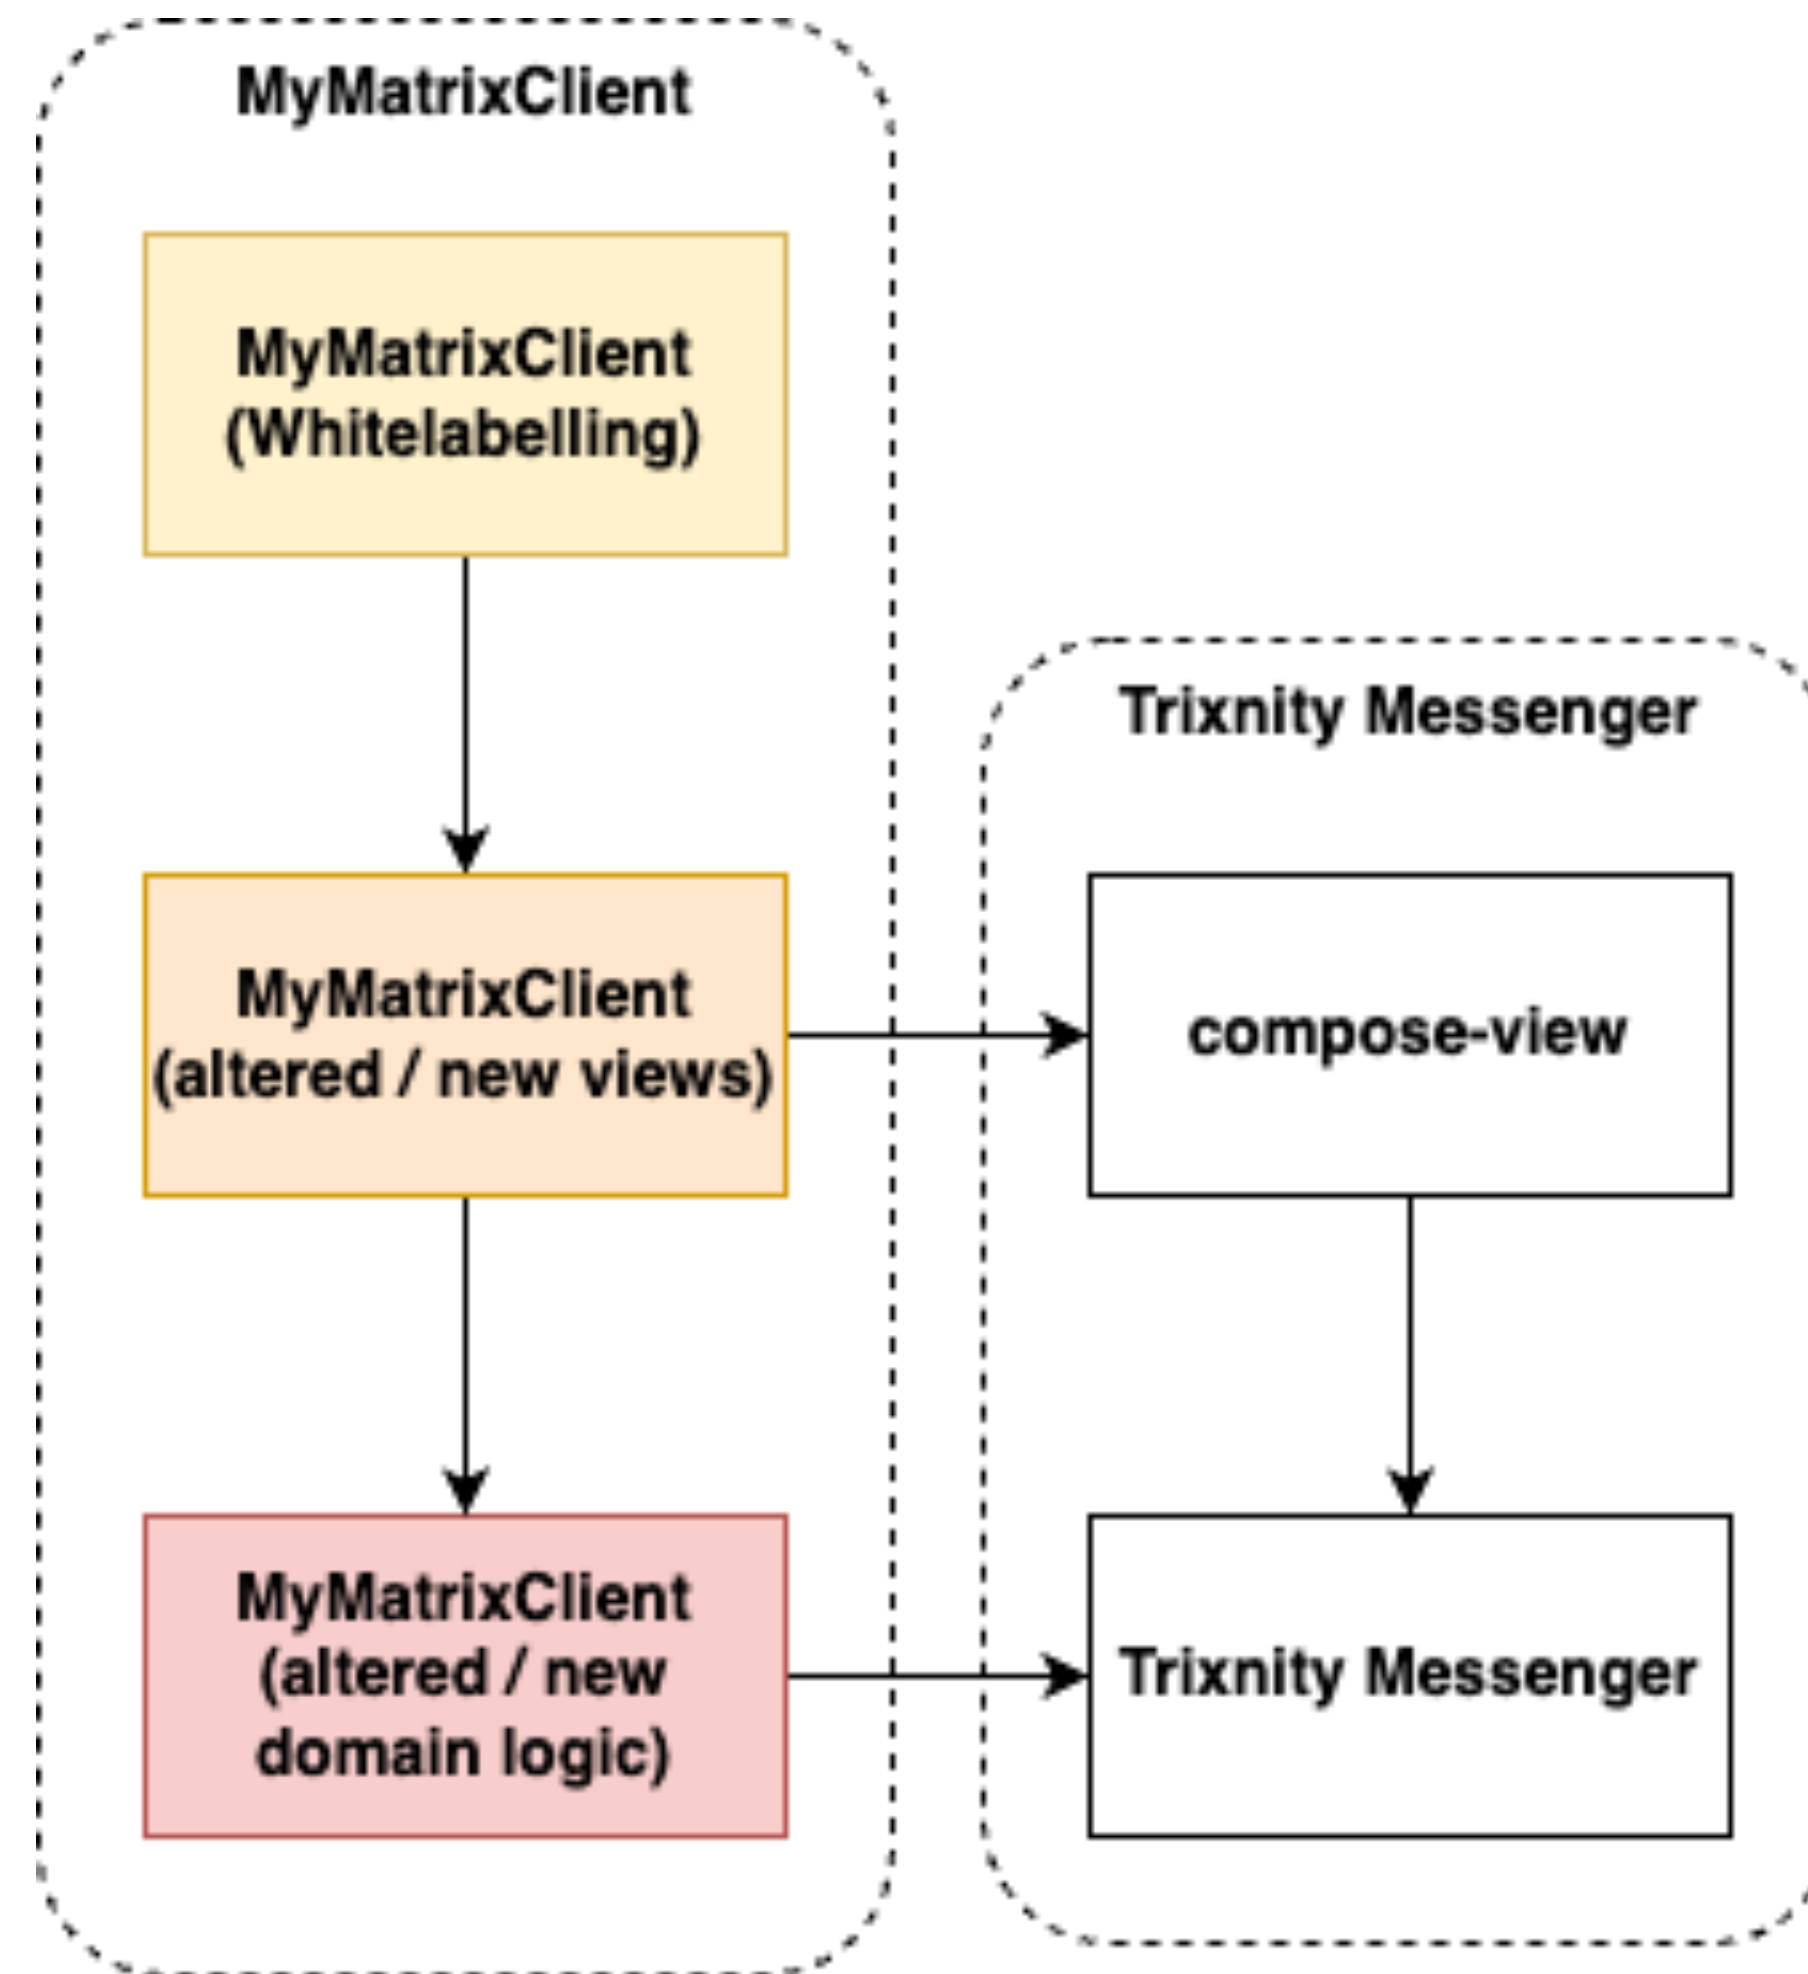 MyMatrixClient
MyMatrixClient
(Whitelabelling)
MyMatrixClient
(altered / new views)
MyMatrixClient
(altered / new
domain logic)
Trixnity Messenger
compose-view
Trixnity Messenger